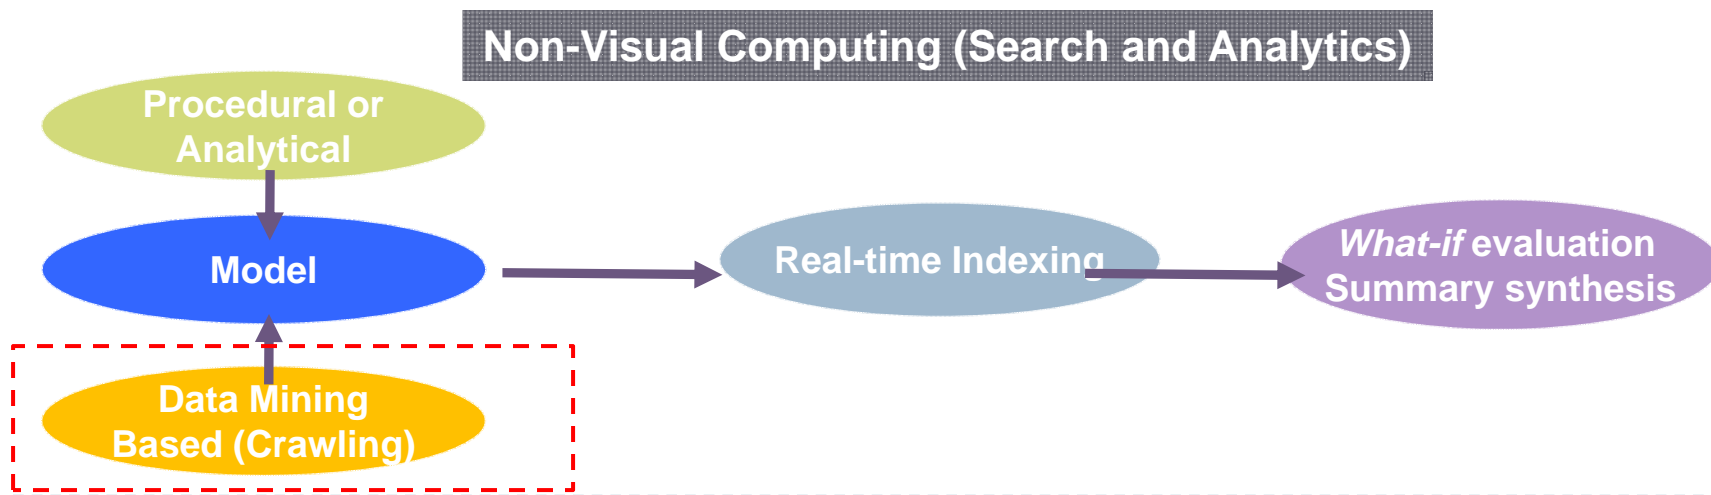 Non-Visual Computing (Search and Analytics)
Procedural or
Analytical
Model
Real-time Indexing
What-if evaluation
Summary synthesis
Data Mining
Based (Crawling)